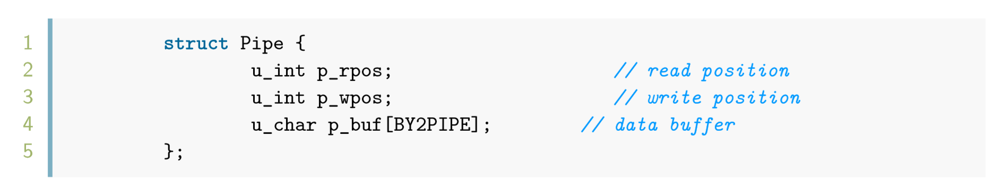 1 struct Pipe {
2 u_int p_rpos; // read position
3 u_int p_wpos; // write position
4 u_char p_buf[BY2PIPE]; // data buffer
5 };